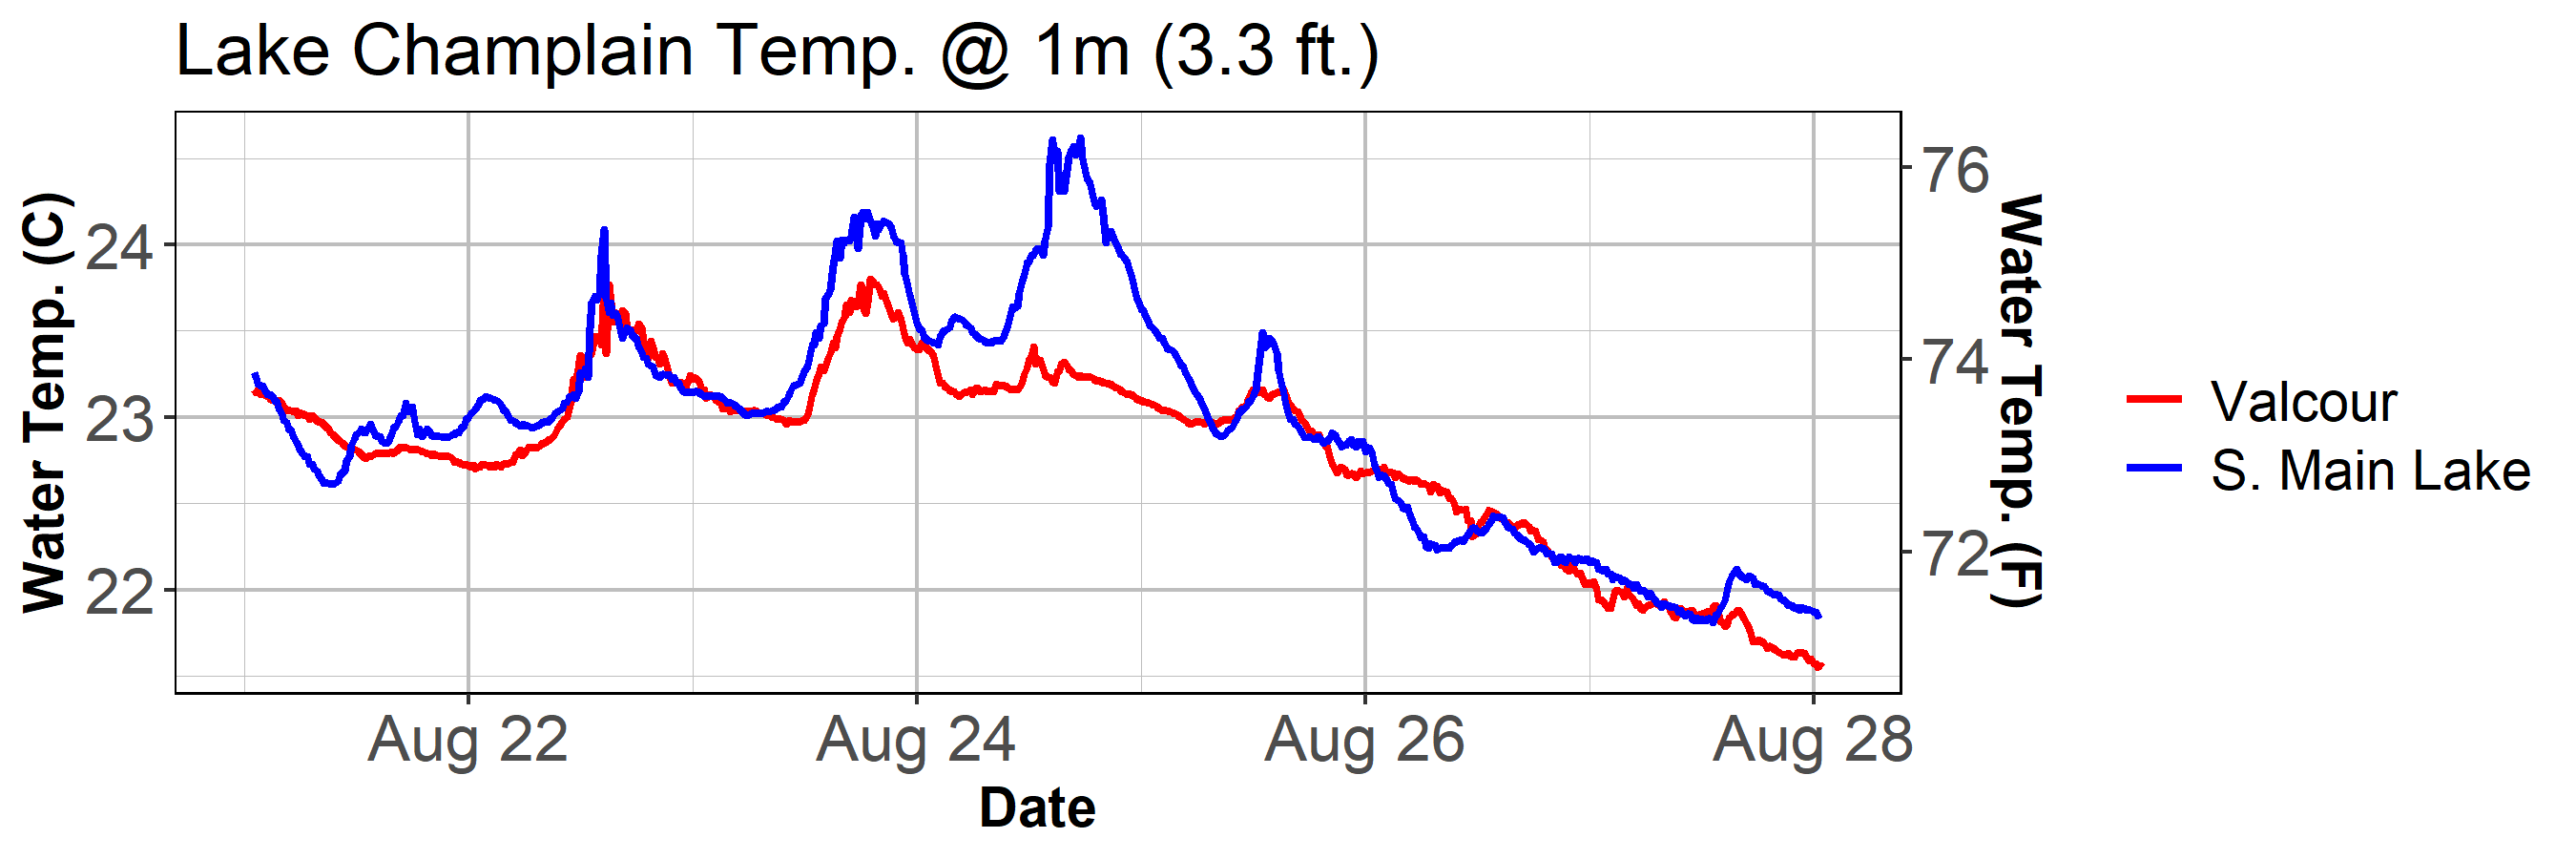 Lake Champlain Temp. @ 1m (3.3 ft.)
Water Temp. (C)
24
23
22
76
74
72
Water Temp. (F)
Aug 22
Aug 24
Aug 26
Aug 28
Date
Valcour
S. Main Lake